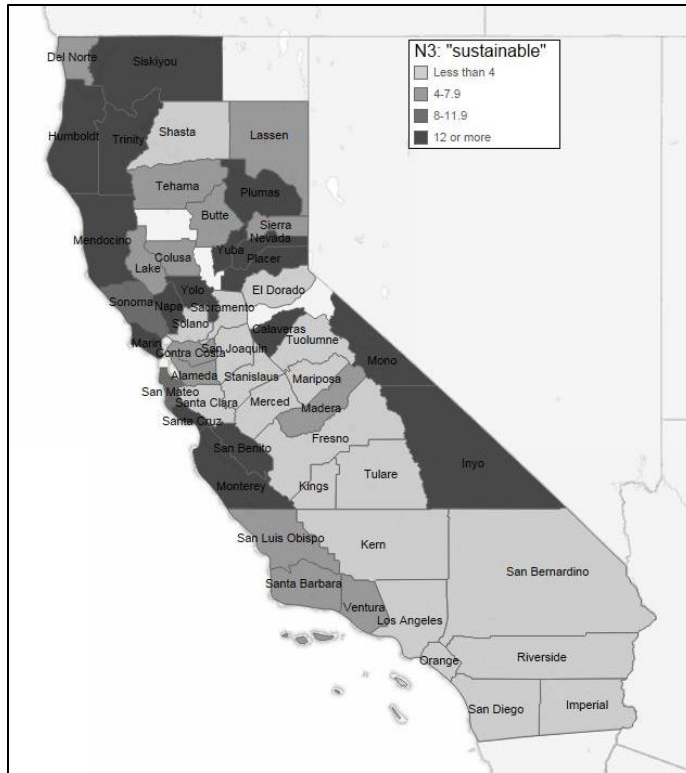 N3: "sustainable"
Less than 4
4-7.9
8-11.9
12 or more
Del Norte
Siskiyou
Humboldt
Trinity
Shasta
Lassen
Tehama
Plumas
Mendocino
Butte
Sierra
Nevada
Colusa
Yuba
Placer
Lake
El Dorado
Yolo
Sonoma
Napa
Sacramento
Solano
Calaveras
Marin
Tuolumne
Contra Costa
San Joaquin
Mono
Alameda
Stanislaus
Mariposa
San Mateo
Santa Clara
Merced
Madera
Santa Cruz
Fresno
San Benito
Inyo
Tulare
Monterey
Kings
San Luis Obispo
Kern
San Bernardino
Santa Barbara
Ventura
Los Angeles
Orange
Riverside
San Diego
Imperial